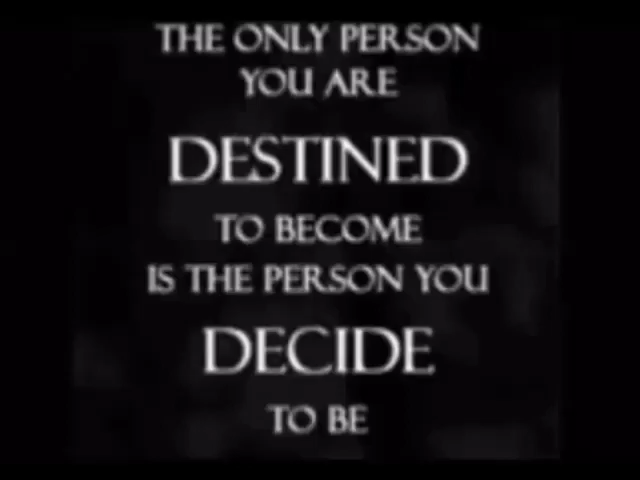 THE ONLY PERSON
YOU ARE
DESTINED
TO BECOME
IS THE PERSON YOU
DECIDE
TO BE